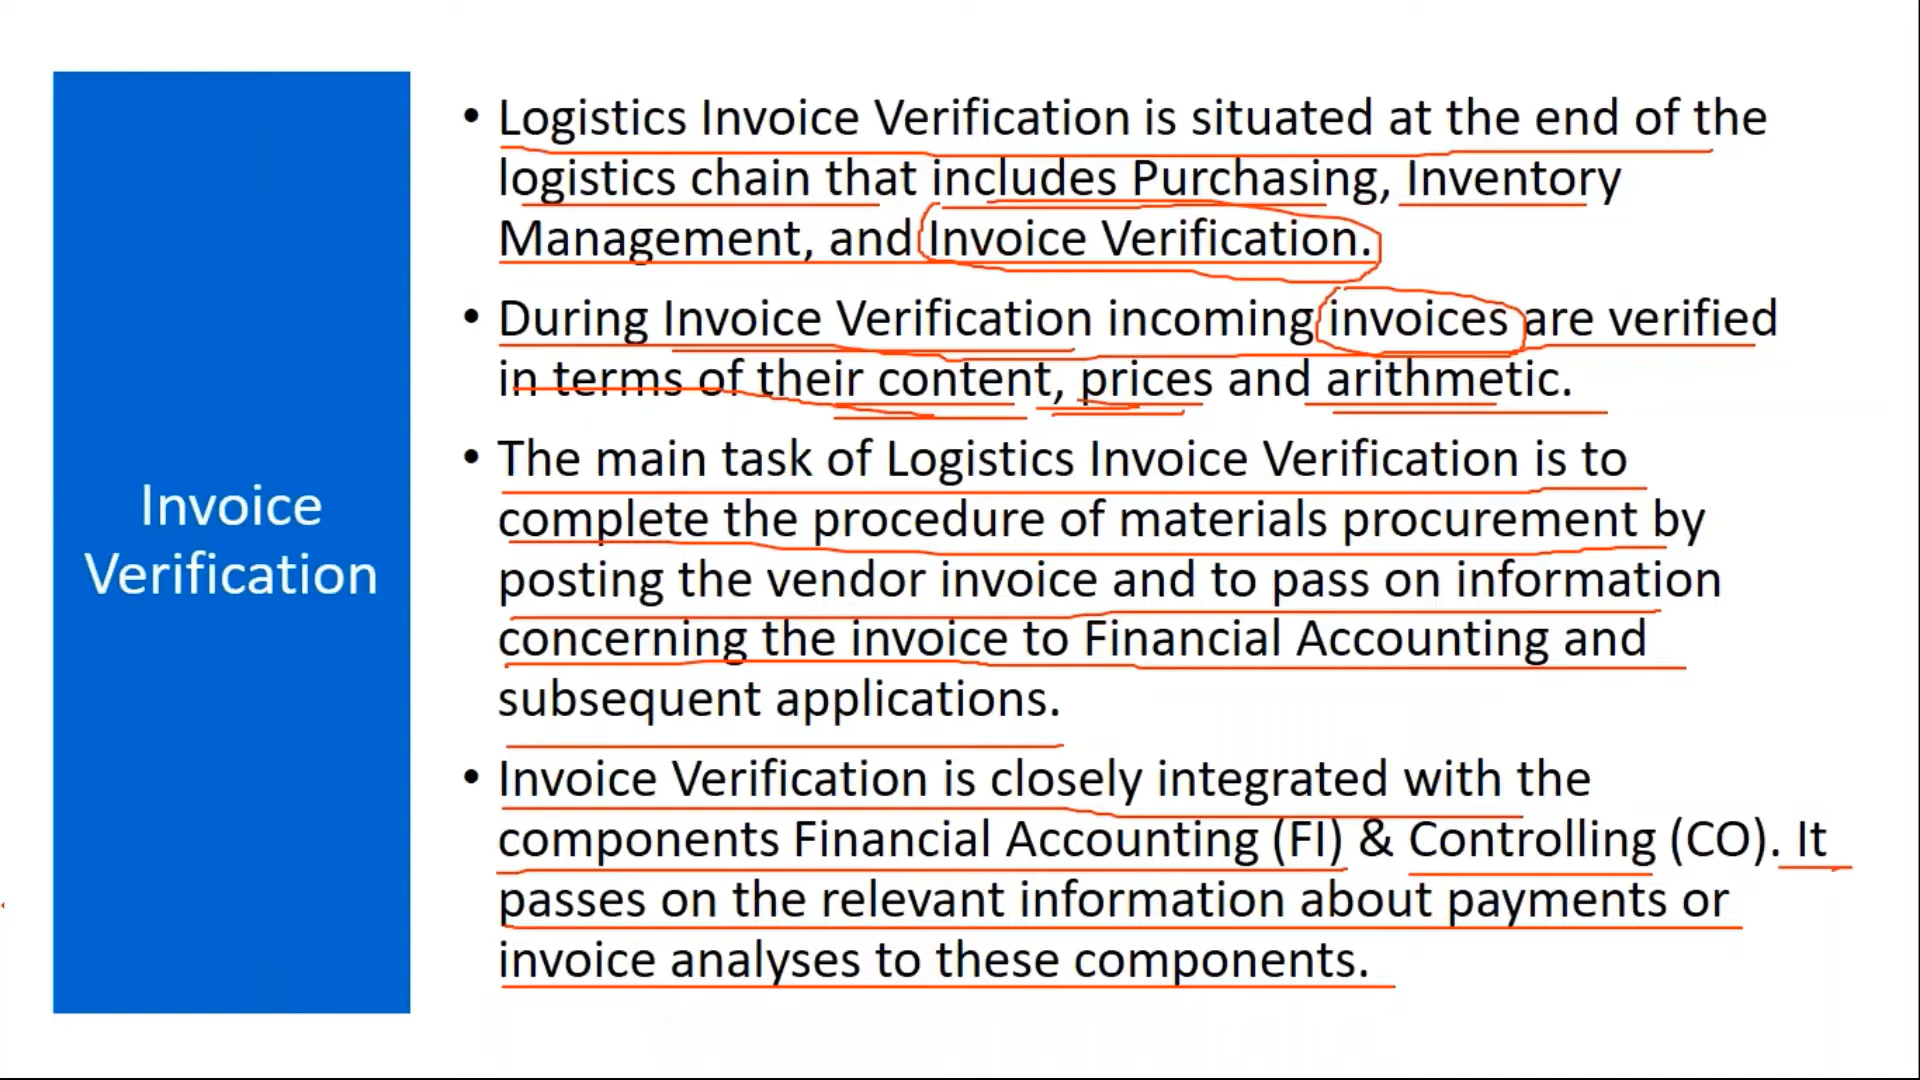 Invoice
Verification
• Logistics Invoice Verification is situated at the end of the
logistics chain that includes Purchasing, Inventory
Management, and Invoice Verification.
• During Invoice Verification incoming invoices are verified
in terms of their content, prices and arithmetic.
• The main task of Logistics Invoice Verification is to
complete the procedure of materials procurement by
posting the vendor invoice and to pass on information
concerning the invoice to Financial Accounting and
subsequent applications.
• Invoice Verification is closely integrated with the
components Financial Accounting (FI) & Controlling (CO). It
passes on the relevant information about payments or
invoice analyses to these components.